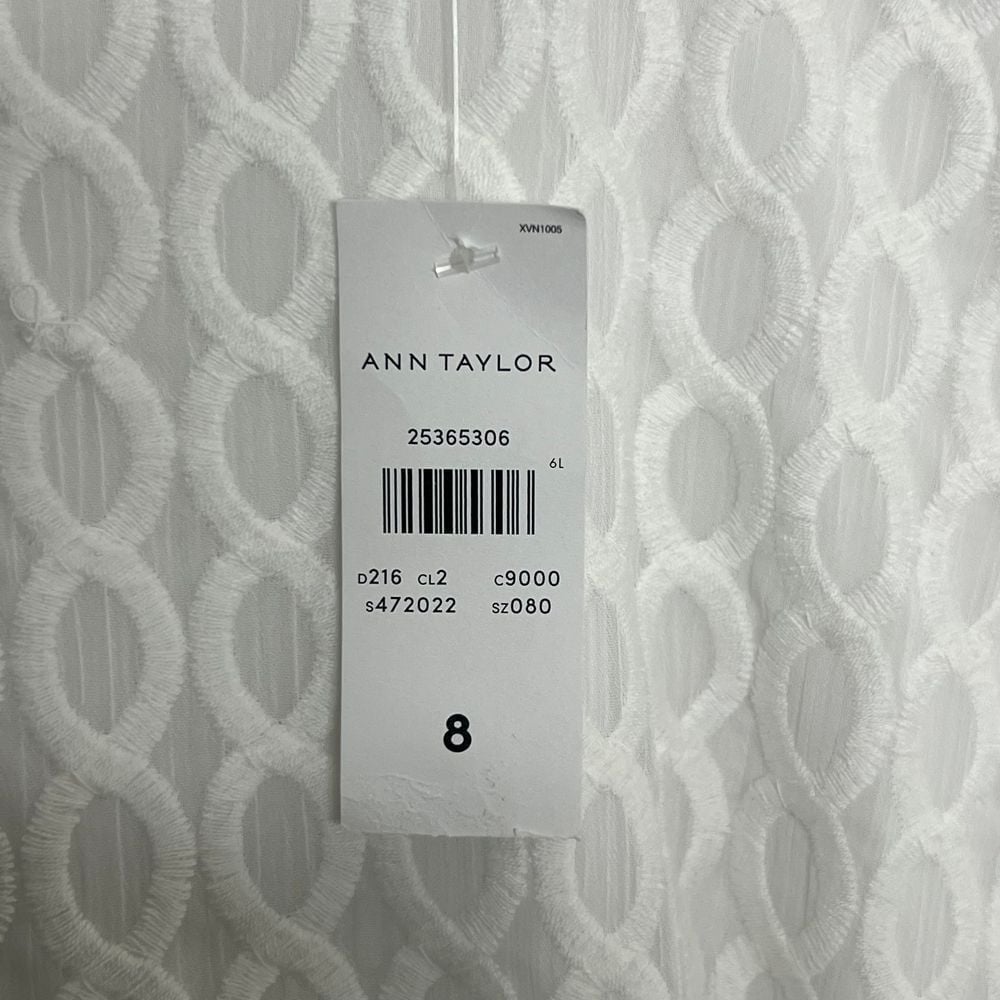 XVN1005
ANN TAYLOR
25365306
6L
D216 CL2 C9000
S472022 SZ080
8